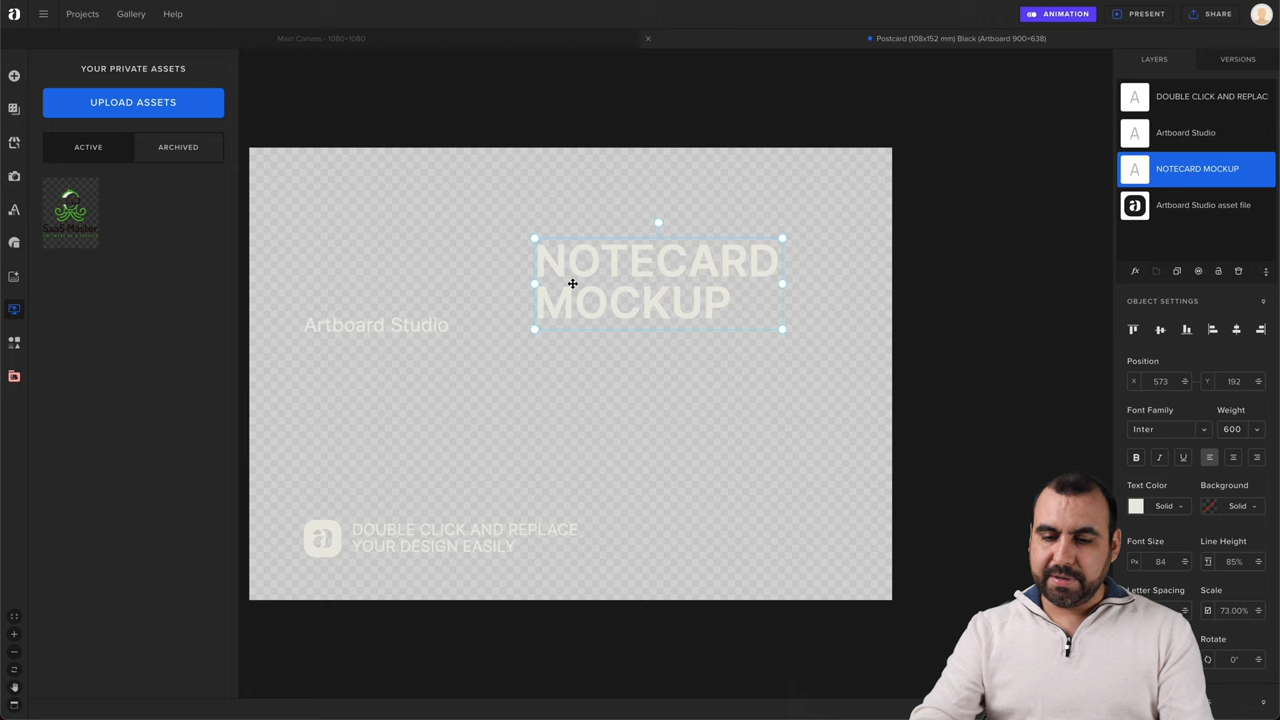 Projects
Gallery
Help
ANIMATION
PRESENT
SHARE
Main Canvas - 1080×1080
Postcard (108x152 mm) Black (Artboard 900×638)
YOUR PRIVATE ASSETS
UPLOAD ASSETS
ACTIVE
ARCHIVED
SaaS Master
NOTECARD
MOCKUP
Artboard Studio
DOUBLE CLICK AND REPLACE
YOUR DESIGN EASILY
LAYERS
VERSIONS
DOUBLE CLICK AND REPLAC
Artboard Studio
NOTECARD MOCKUP
Artboard Studio asset file
OBJECT SETTINGS
Position
X 573
Y 192
Font Family
Weight
Inter
600
B I U
Text Color
Background
Solid
Solid
Font Size
Line Height
Px 84
85%
Letter Spacing
Scale
73.00%
Rotate
0°